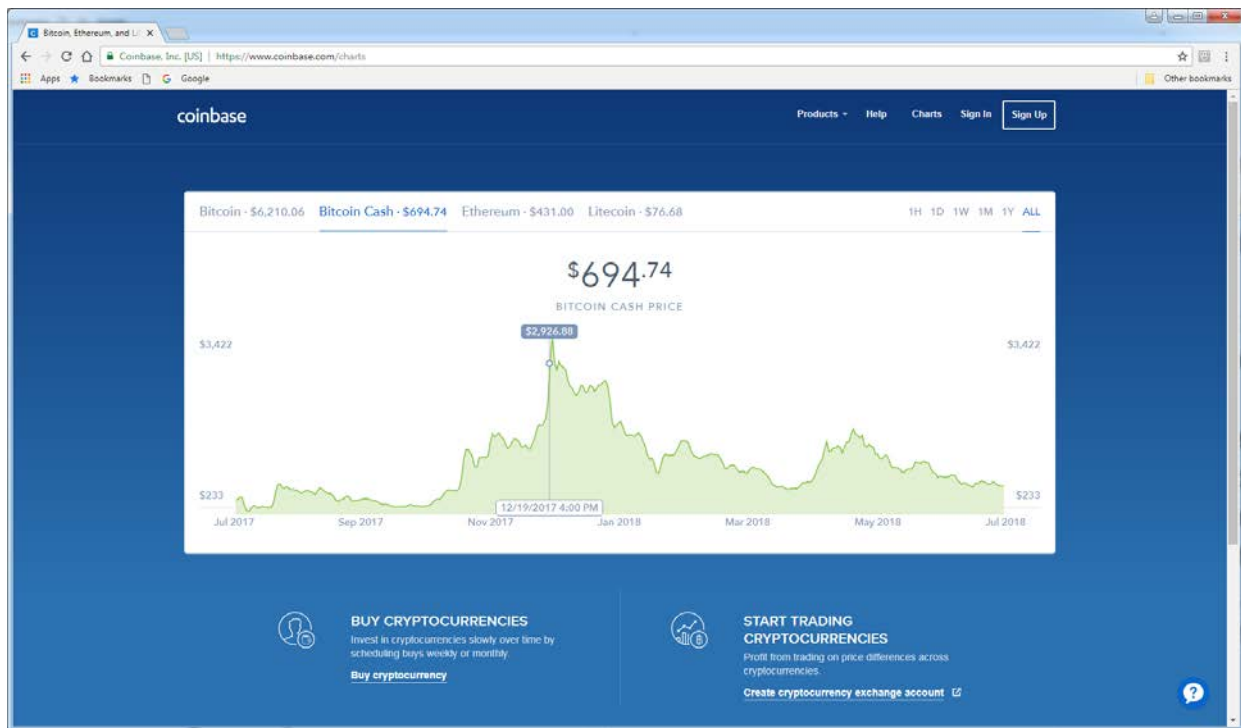 Bitcoin, Ethereum, and Li
Coinbase, Inc. [US] | https://www.coinbase.com/charts
Apps Bookmarks Google Other bookmarks
coinbase Products Help Charts Sign In Sign Up
Bitcoin · $6,210.06 Bitcoin Cash · $694.74 Ethereum · $431.00 Litecoin · $76.68 1H 1D 1W 1M 1Y ALL
$694.74
BITCOIN CASH PRICE
$2,926.88
$3,422 $3,422
$233 $233
12/19/2017 4:00 PM
Jul 2017 Sep 2017 Nov 2017 Jan 2018 Mar 2018 May 2018 Jul 2018
BUY CRYPTOCURRENCIES
Invest in cryptocurrencies slowly over time by
scheduling buys weekly or monthly.
Buy cryptocurrency
START TRADING
CRYPTOCURRENCIES
Profit from trading on price differences across
cryptocurrencies.
Create cryptocurrency exchange account
?